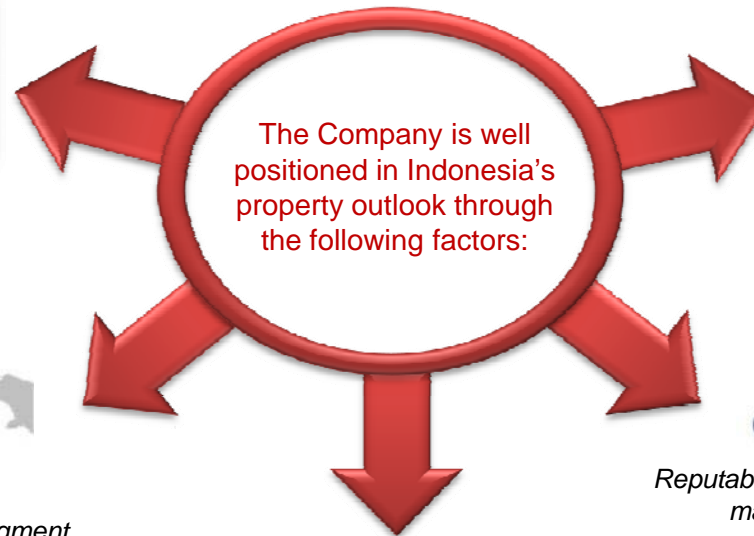 The Company is well
positioned in Indonesia's
property outlook through
the following factors: